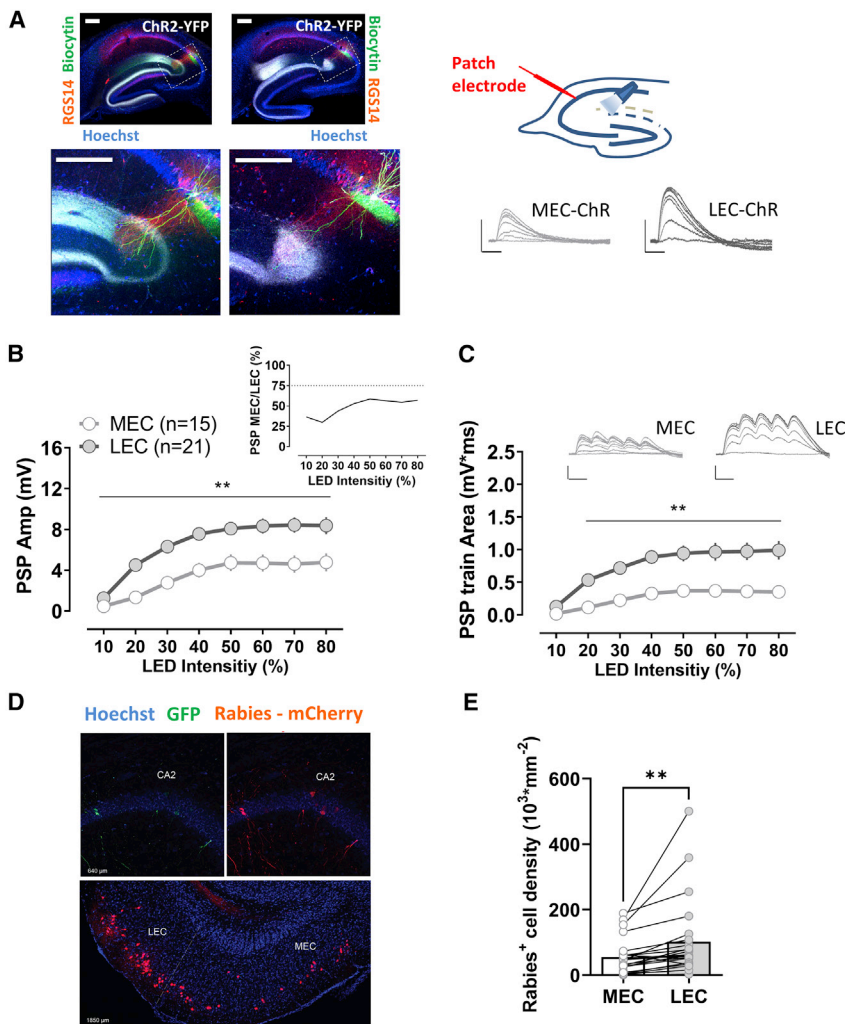 A
ChR2-YFP
ChR2-YFP
RGS14 Biocytin
Biocytin RGS14
Hoechst
Hoechst
Patch
electrode
MEC-ChR
LEC-ChR
B
PSP MEC/LEC (%)
100
75
50
25
0
10 20 30 40 50 60 70 80
LED Intensitiy (%)
MEC (n=15)
LEC (n=21)
PSP Amp (mV)
16
12
8
4
0
**
10 20 30 40 50 60 70 80
LED Intensitiy (%)
C
MEC
LEC
PSP train Area (mV*ms)
2.5
2.0
1.5
1.0
0.5
0.0
**
10 20 30 40 50 60 70 80
LED Intensitiy (%)
D
Hoechst GFP Rabies - mCherry
CA2
CA2
640 μm
LEC
MEC
1850 μm
E
Rabies+ cell density (10³*mm⁻²)
600
400
200
0
**
MEC LEC